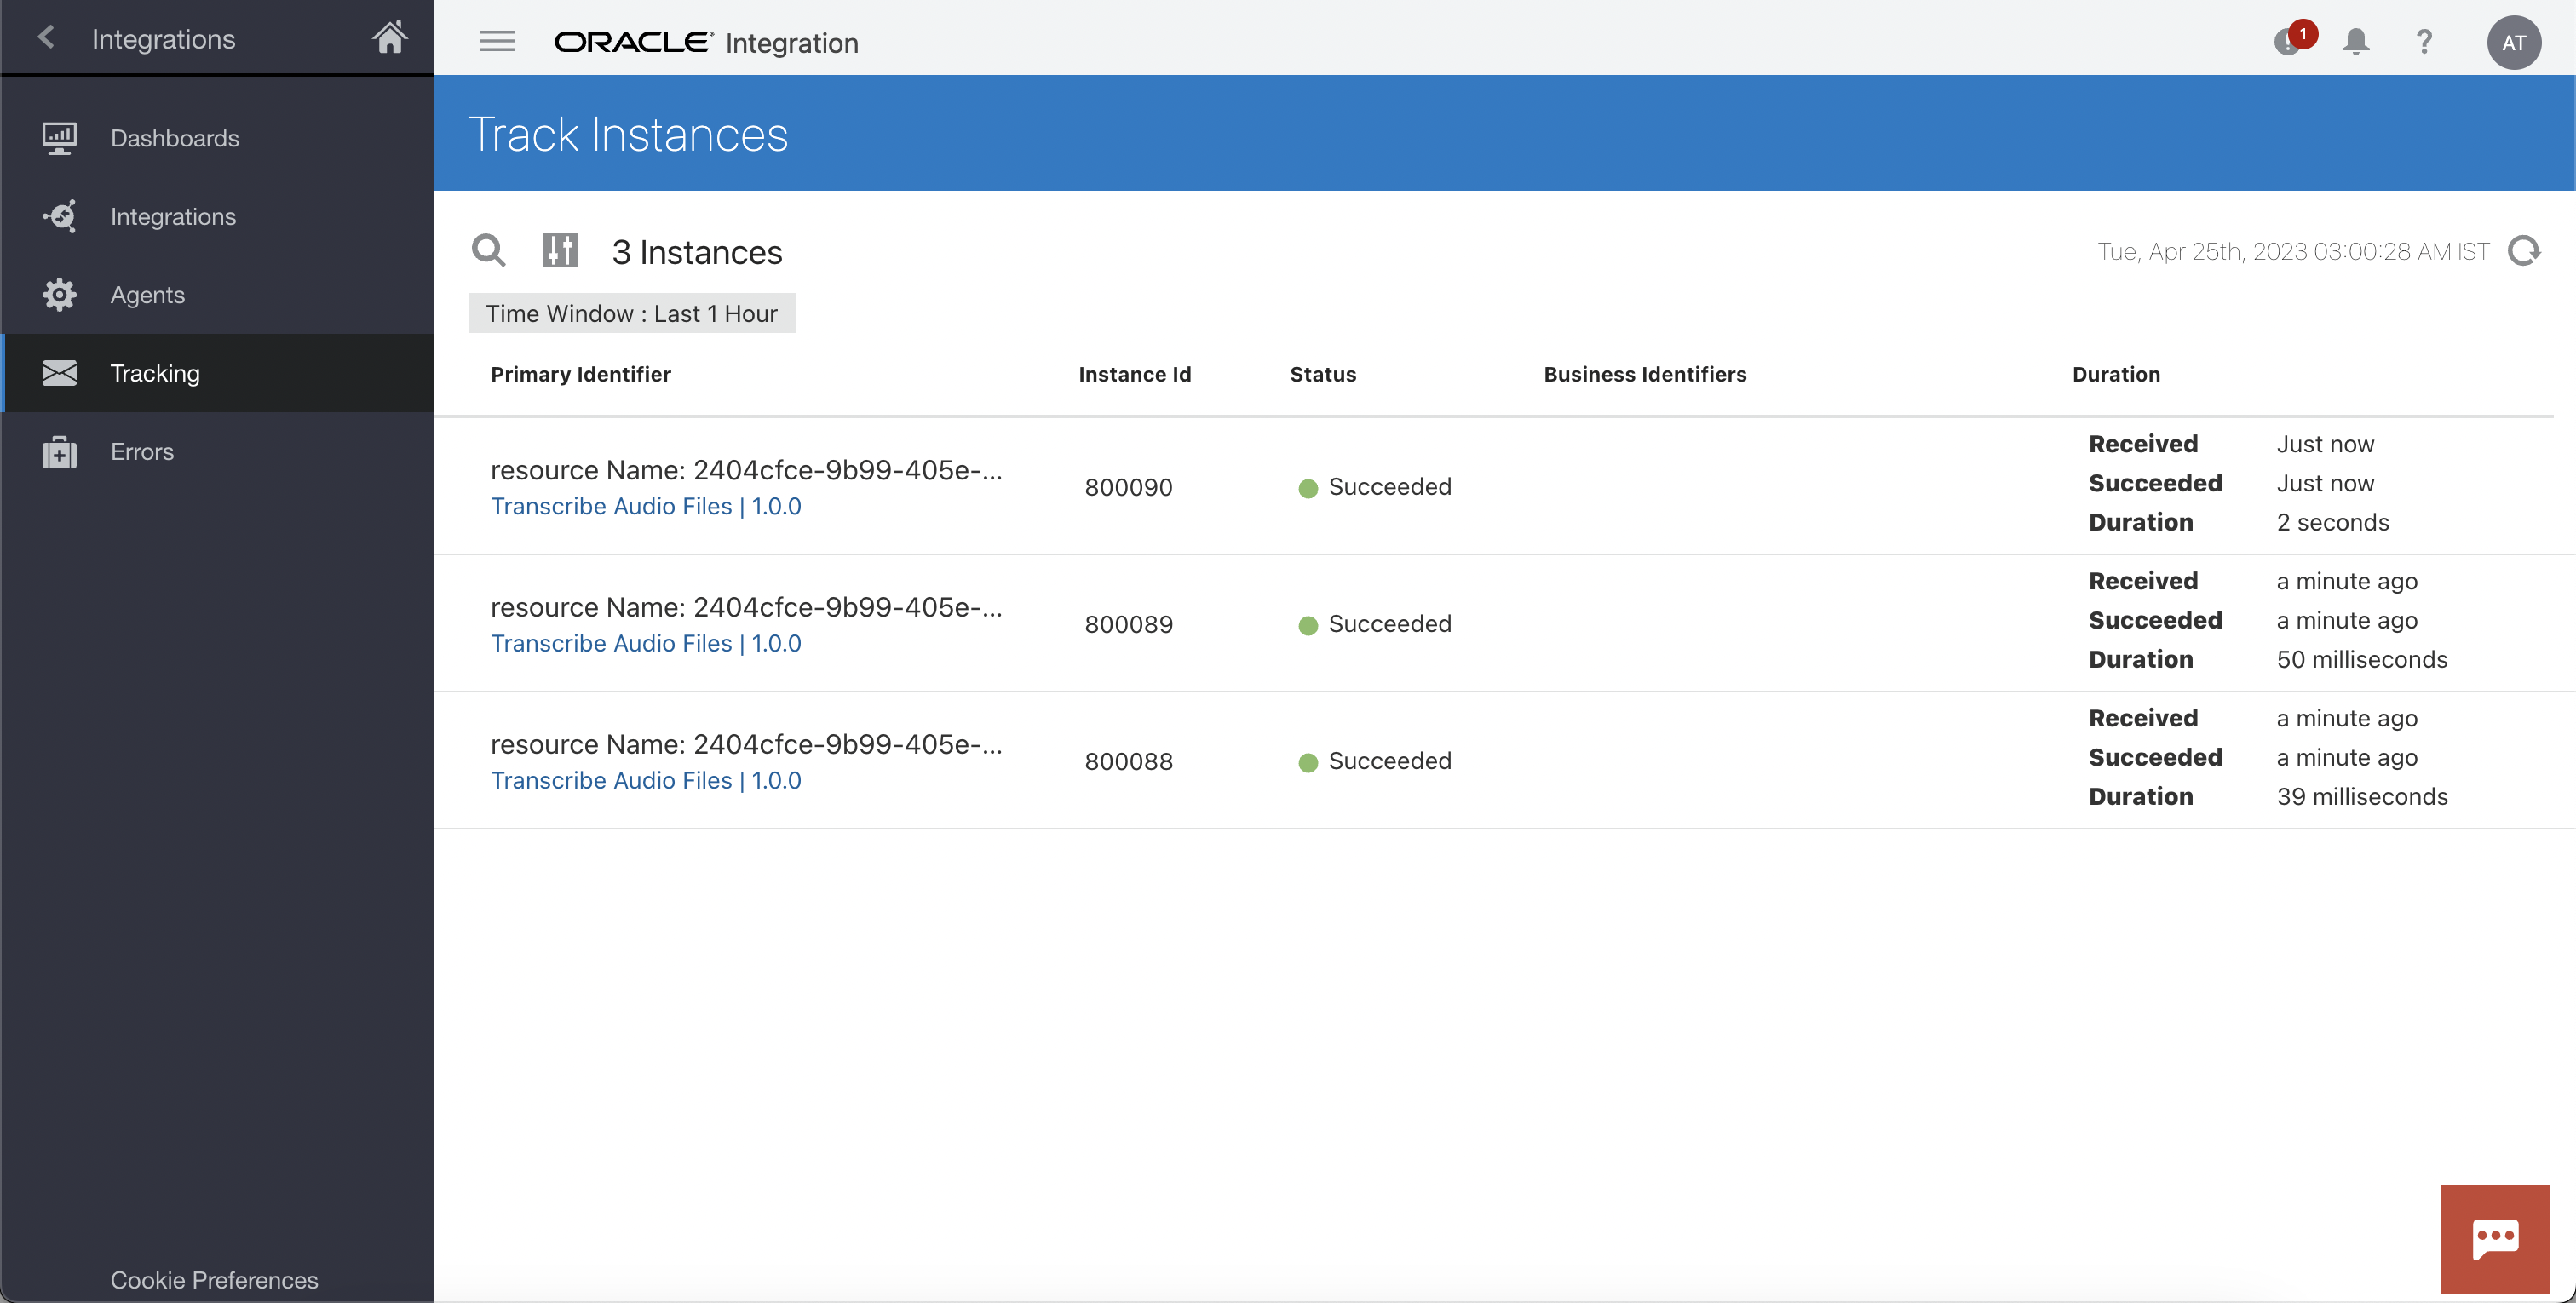 Integrations
ORACLE Integration
1
?
AT
Dashboards
Integrations
Agents
Tracking
Errors
Cookie Preferences
Track Instances
3 Instances
Tue, Apr 25th, 2023 03:00:28 AM IST
Time Window : Last 1 Hour
Primary Identifier Instance Id Status Business Identifiers Duration
resource Name: 2404cfce-9b99-405e-...
Transcribe Audio Files | 1.0.0
800090
Succeeded
Received Just now
Succeeded Just now
Duration 2 seconds
resource Name: 2404cfce-9b99-405e-...
Transcribe Audio Files | 1.0.0
800089
Succeeded
Received a minute ago
Succeeded a minute ago
Duration 50 milliseconds
resource Name: 2404cfce-9b99-405e-...
Transcribe Audio Files | 1.0.0
800088
Succeeded
Received a minute ago
Succeeded a minute ago
Duration 39 milliseconds